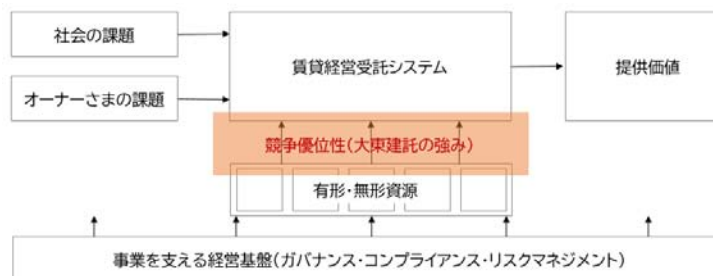 社会の課題
オーナーさまの課題
賃貸経営受託システム
提供価値
競争優位性(大東建託の強み)
有形・無形資源
事業を支える経営基盤(ガバナンス・コンプライアンス・リスクマネジメント)